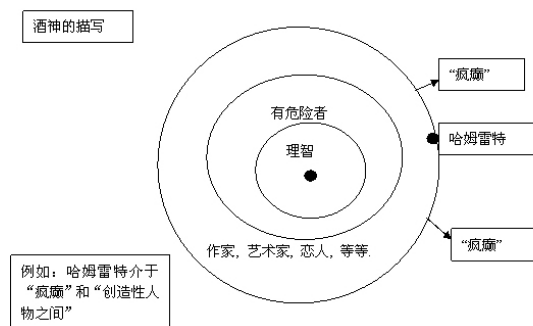 酒神的描写
“疯癫”
有危险者
哈姆雷特
理智
作家, 艺术家, 恋人, 等等.
“疯癫”
例如：哈姆雷特介于
“疯癫”和“创造性人
物之间”